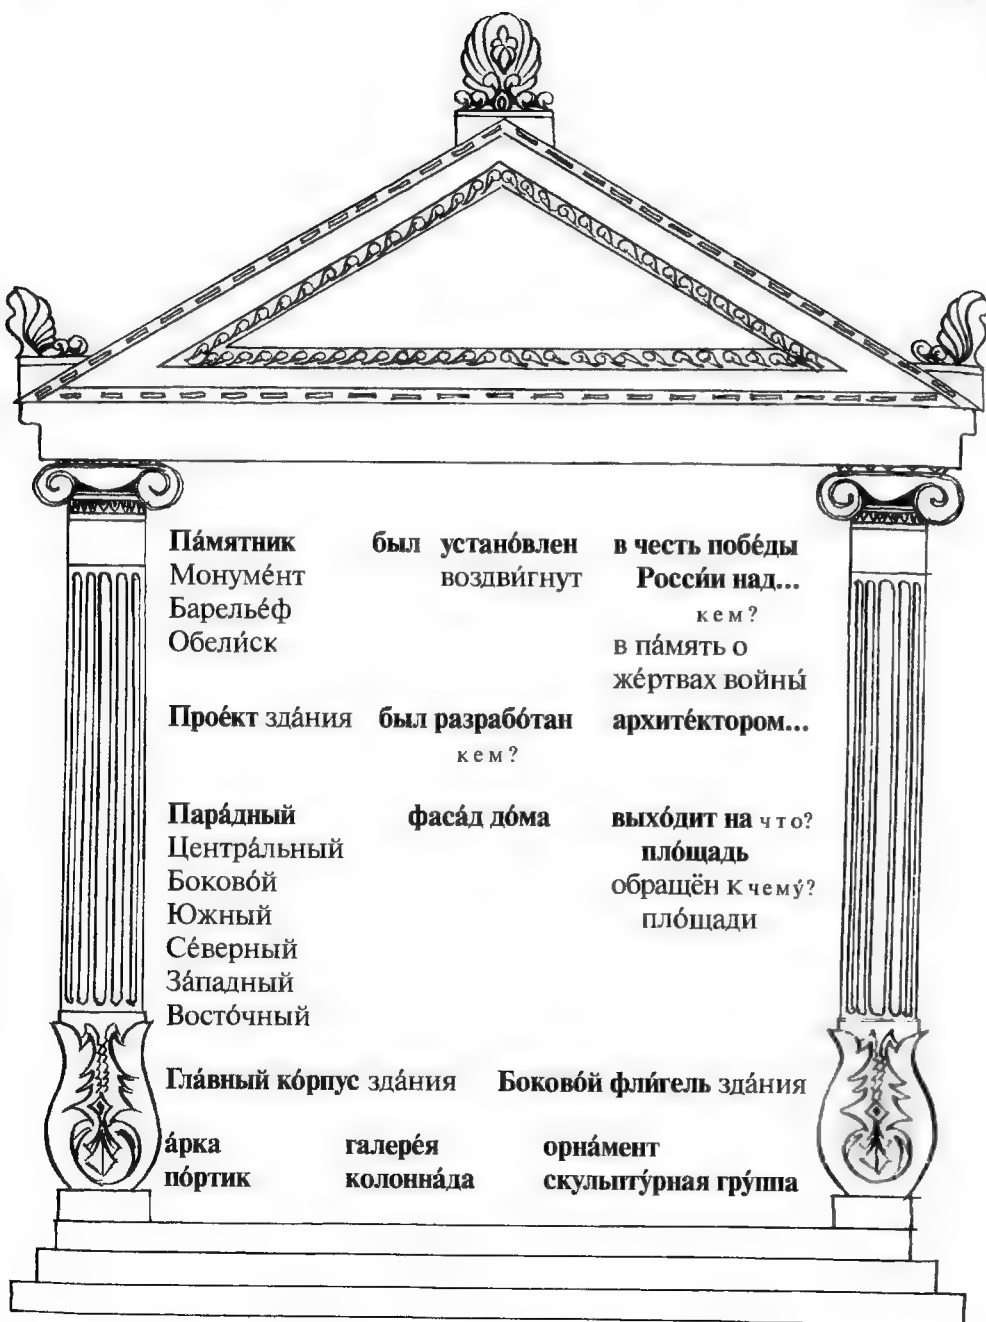 Па́мятник был устано́влен в честь побе́ды
Монуме́нт воздви́гнут Росси́и над...
Барелье́ф кем?
Обели́ск в па́мять о
же́ртвах войны́
Прое́кт зда́ния был разрабо́тан архите́ктором...
кем?
Пара́дный фаса́д до́ма выхо́дит на что?
Центра́льный пло́щадь
Боково́й обращён к чему́?
Ю́жный пло́щади
Се́верный
За́падный
Восто́чный
Гла́вный ко́рпус зда́ния Боково́й фли́гель зда́ния
а́рка галере́я орна́мент
по́ртик колонна́да скульпту́рная гру́ппа